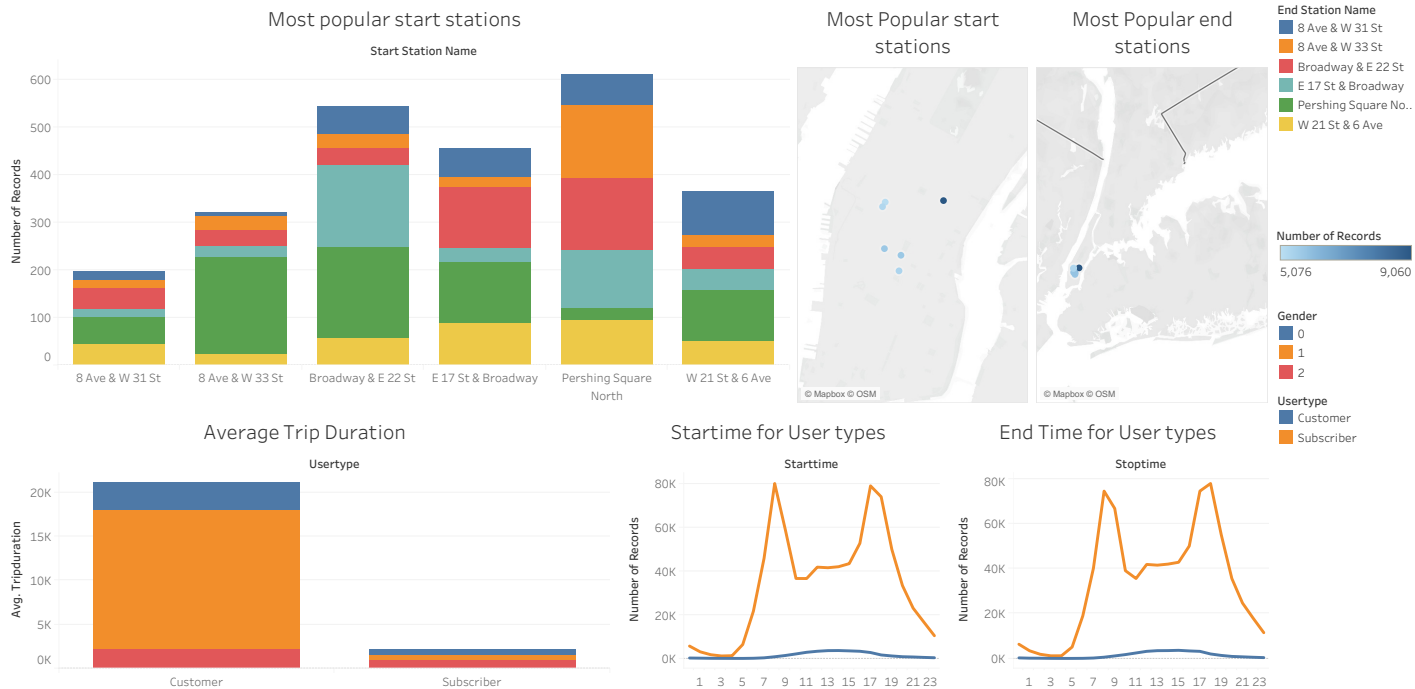 Most popular start stations
Start Station Name
Number of Records
600
500
400
300
200
100
0
8 Ave & W 31 St
8 Ave & W 33 St
Broadway & E 22 St
E 17 St & Broadway
Pershing Square
North
W 21 St & 6 Ave
Most Popular start
stations
© Mapbox © OSM
Most Popular end
stations
© Mapbox © OSM
End Station Name
8 Ave & W 31 St
8 Ave & W 33 St
Broadway & E 22 St
E 17 St & Broadway
Pershing Square No..
W 21 St & 6 Ave
Number of Records
5,076
9,060
Gender
0
1
2
Usertype
Customer
Subscriber
Average Trip Duration
Usertype
Avg. Tripduration
20K
15K
10K
5K
0K
Customer
Subscriber
Startime for User types
Starttime
Number of Records
80K
60K
40K
20K
0K
1 3 5 7 9 11 13 15 17 19 21 23
End Time for User types
Stoptime
Number of Records
80K
60K
40K
20K
0K
1 3 5 7 9 11 13 15 17 19 21 23